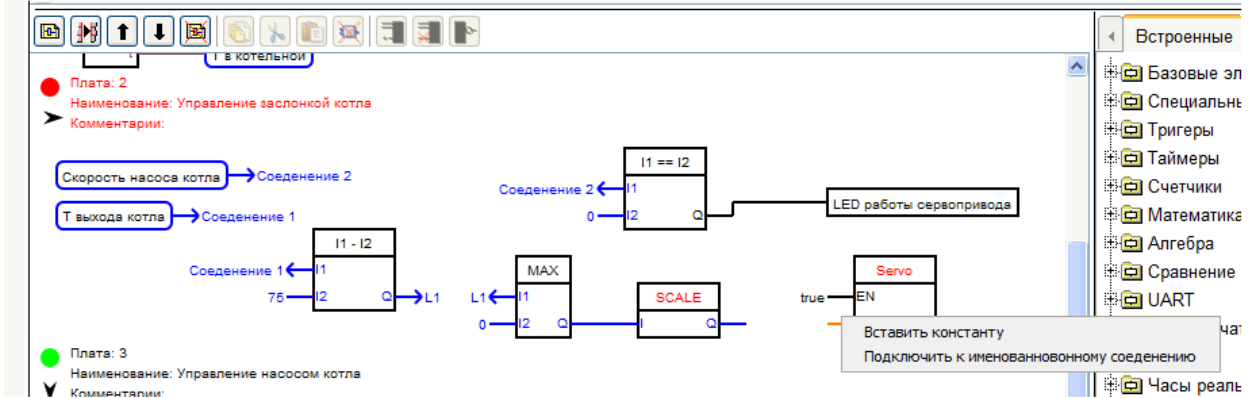 Встроенные
Т в котельной
Плата: 2
Наименование: Управление заслонкой котла
Комментарии:
Скорость насоса котла
Соеденение 2
Т выхода котла
Соеденение 1
I1 == I2
Соеденение 2
I1
0
I2
Q
LED работы сервопривода
I1 - I2
Соеденение 1
I1
75
I2
Q
L1
MAX
L1
I1
0
I2
Q
SCALE
I
Q
Servo
true
EN
Вставить константу
Подключить к именованновонному соеденению
Плата: 3
Наименование: Управление насосом котла
Комментарии:
Базовые эл
Специальны
Тригеры
Таймеры
Счетчики
Математика
Алгебра
Сравнение
UART
Часы реаль